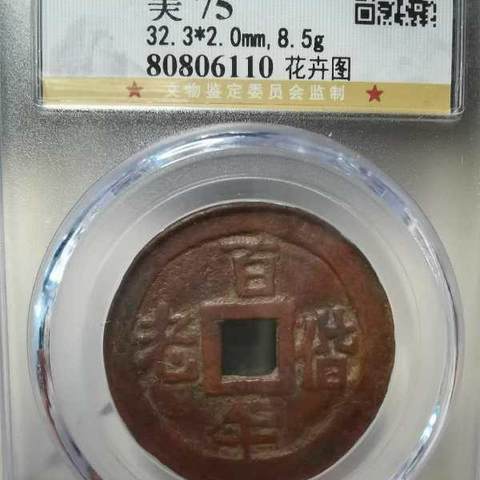 美 75
32.3*2.0mm,8.5g
80806110 花卉图
★ 文物鉴定委员会监制 ★
百
老 偕
年